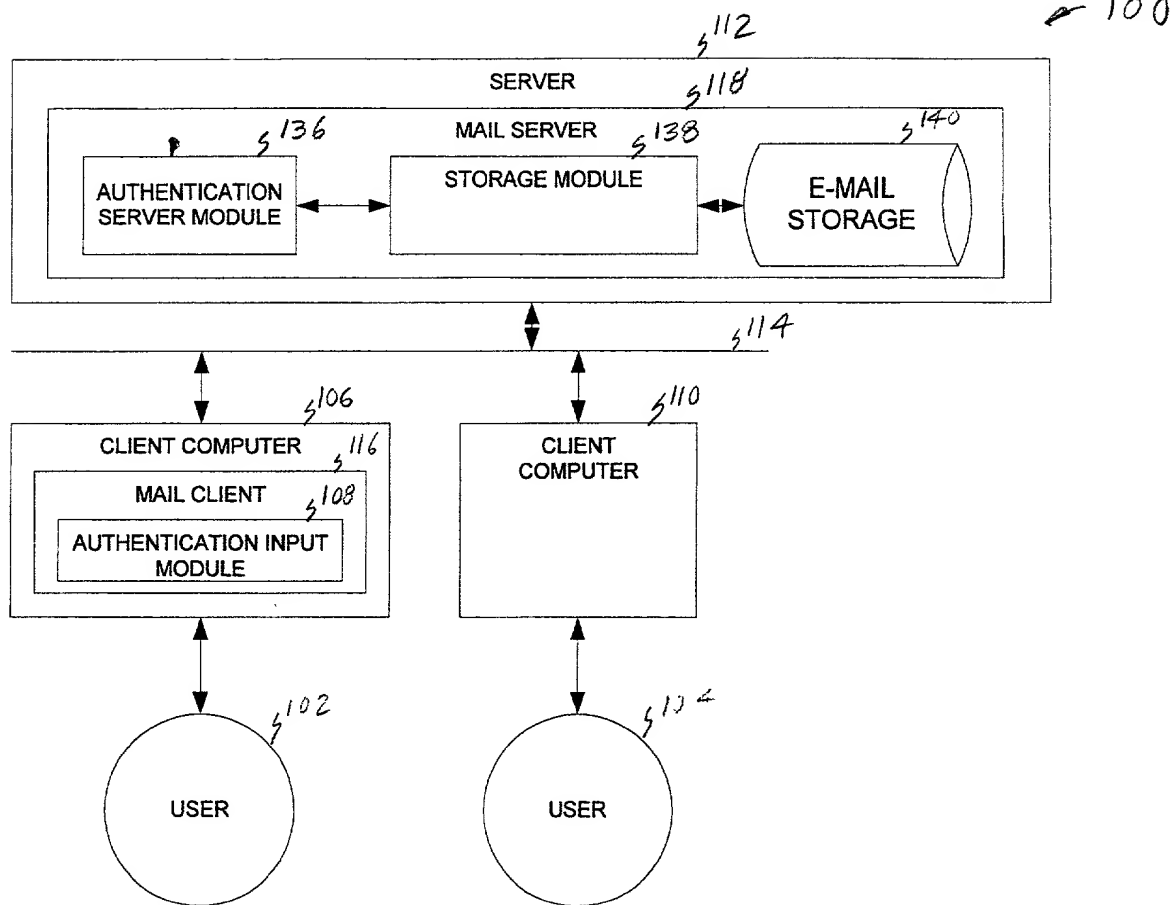 100
112
SERVER
118
MAIL SERVER
136
138
140
AUTHENTICATION
SERVER MODULE
STORAGE MODULE
E-MAIL
STORAGE
114
106
110
CLIENT COMPUTER
116
CLIENT
COMPUTER
MAIL CLIENT
108
AUTHENTICATION INPUT
MODULE
102
104
USER
USER